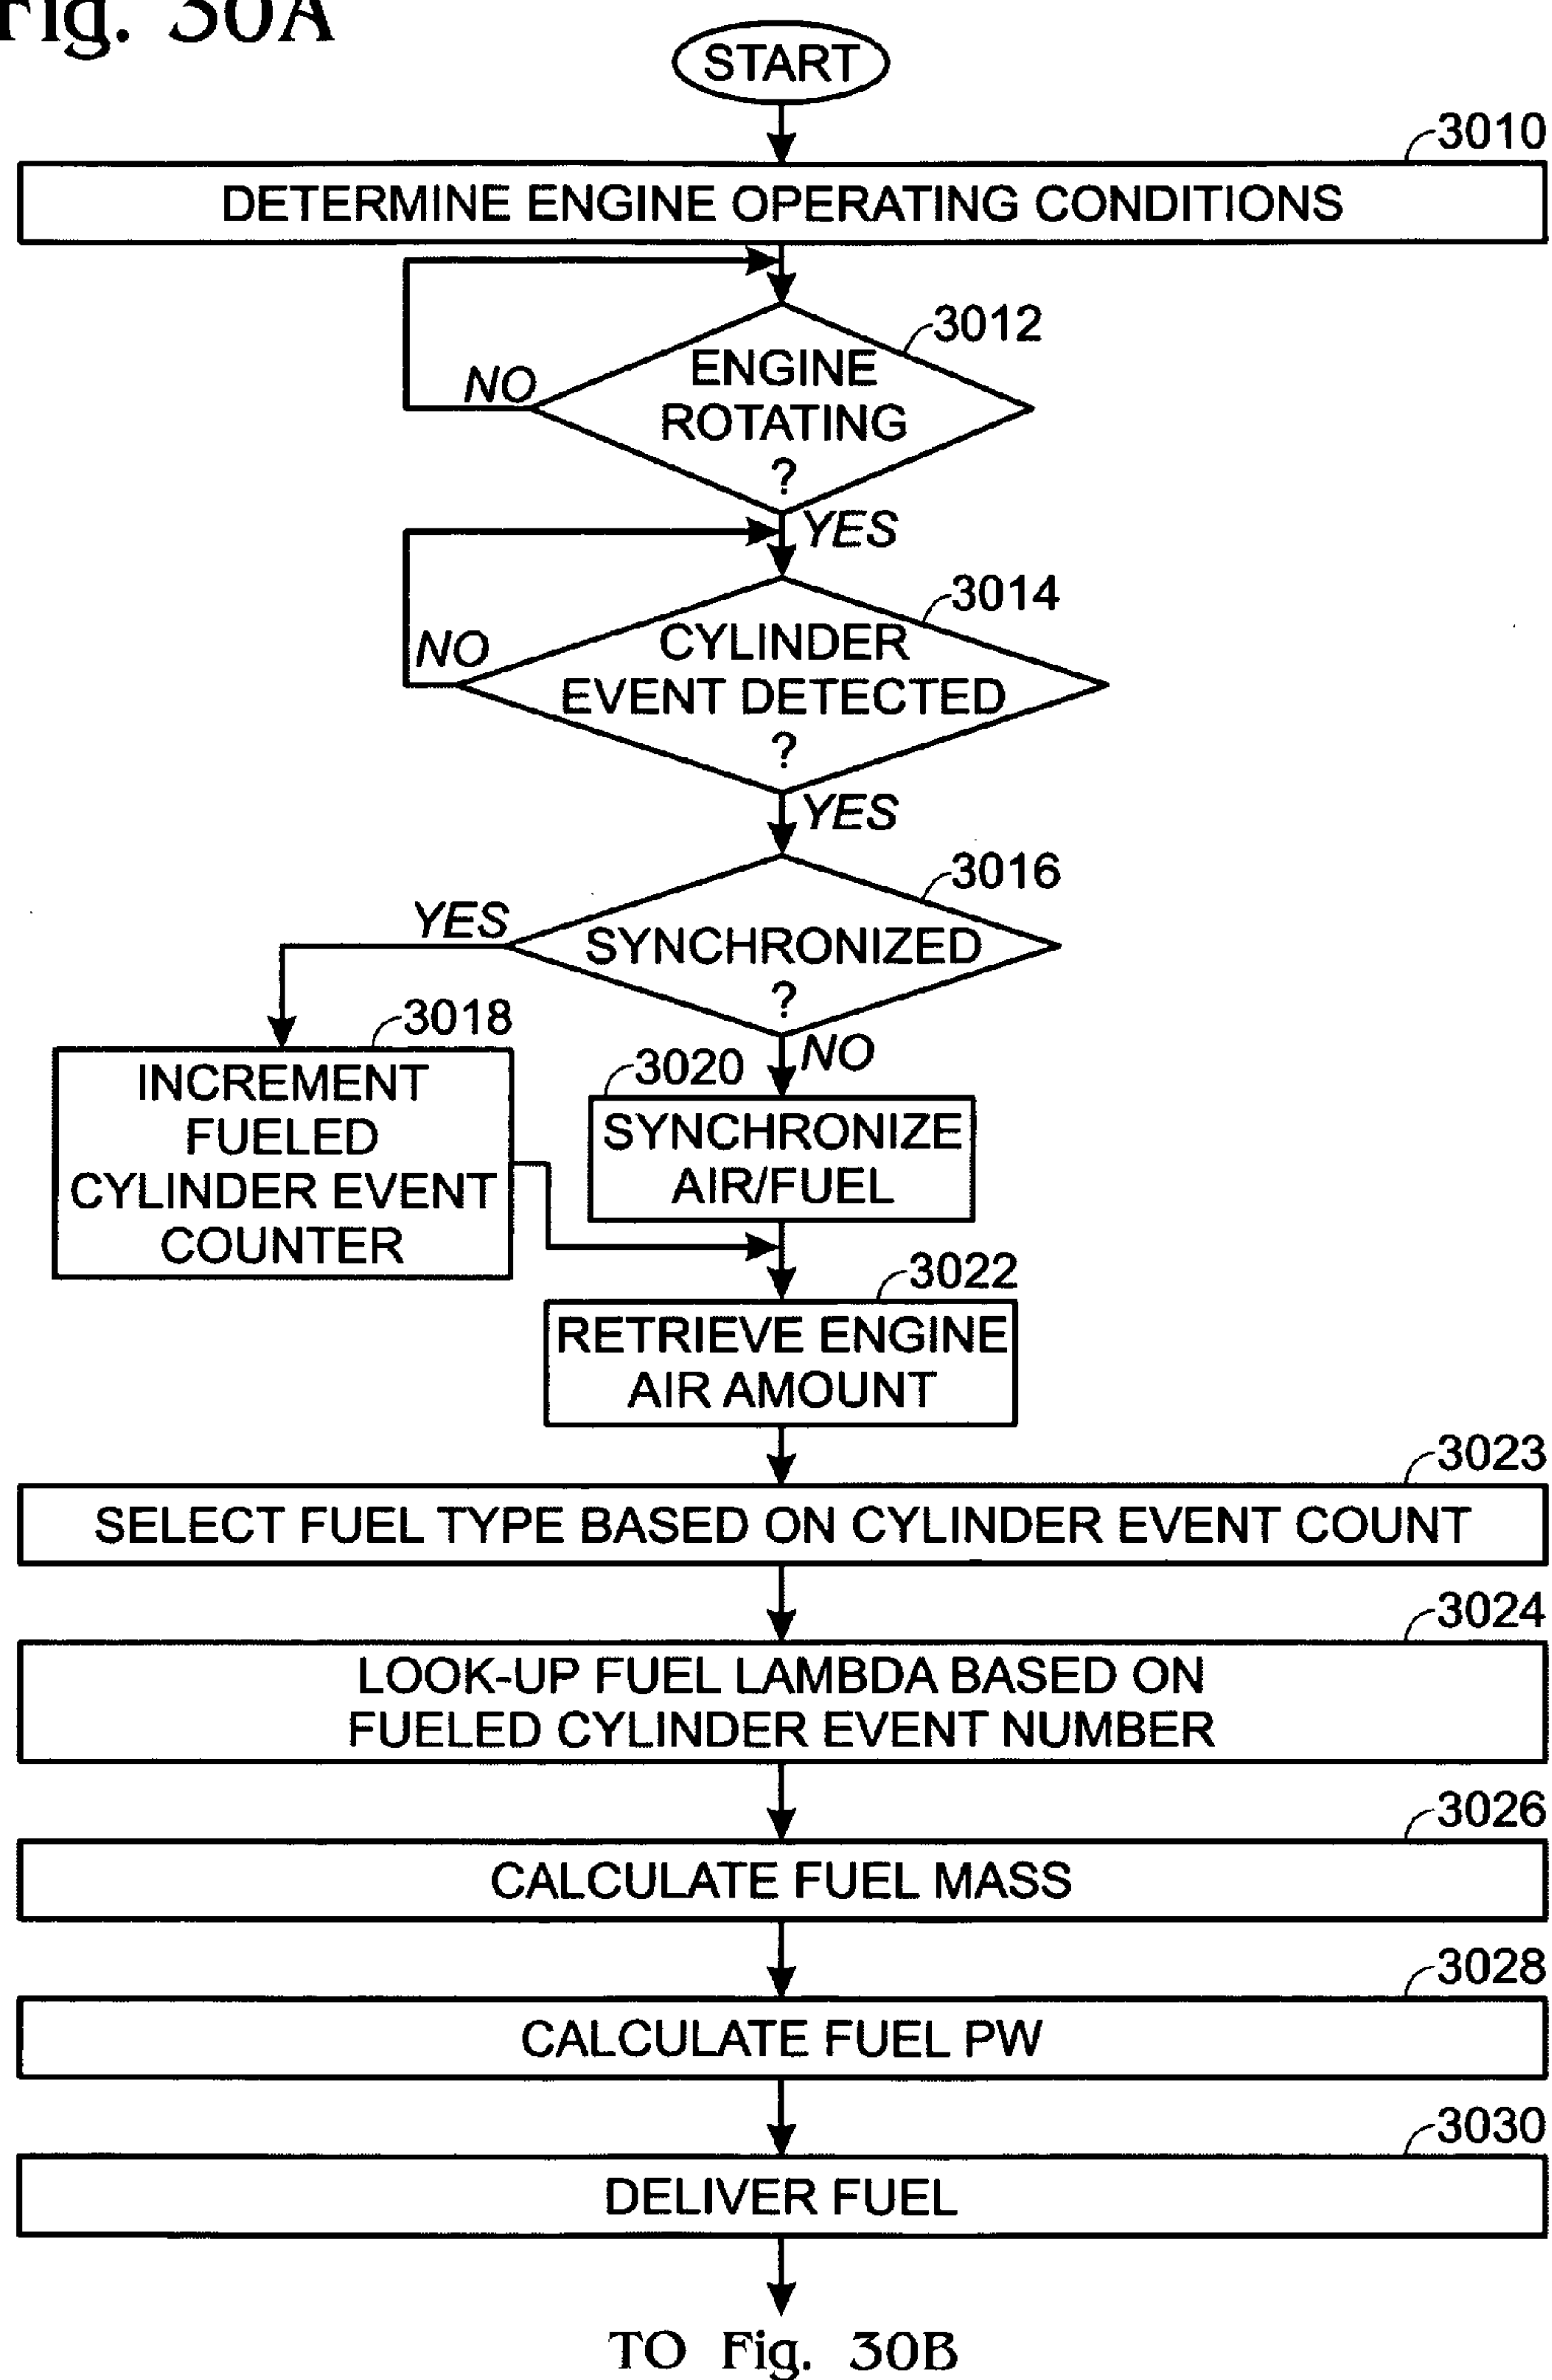 Fig. 30A
START
3010
DETERMINE ENGINE OPERATING CONDITIONS
3012
ENGINE
ROTATING
?
NO
YES
3014
CYLINDER
EVENT DETECTED
?
NO
YES
3016
SYNCHRONIZED
?
YES
NO
3018
INCREMENT
FUELED
CYLINDER EVENT
COUNTER
3020
SYNCHRONIZE
AIR/FUEL
3022
RETRIEVE ENGINE
AIR AMOUNT
3023
SELECT FUEL TYPE BASED ON CYLINDER EVENT COUNT
3024
LOOK-UP FUEL LAMBDA BASED ON
FUELED CYLINDER EVENT NUMBER
3026
CALCULATE FUEL MASS
3028
CALCULATE FUEL PW
3030
DELIVER FUEL
TO Fig. 30B